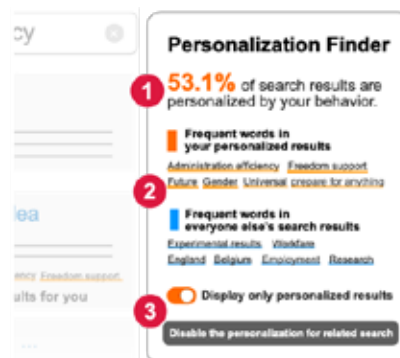 cy
Personalization Finder
1
53.1% of search results are
personalized by your behavior.
Frequent words in
your personalized results
Administration efficiency Freedom support
2
Future Gender Universal prepare for anything
dea
Frequent words in
everyone else's search results
Experimental results Workfare
England Belgium Employment Research
ency Freedom support
ults for you
3
Display only personalized results
Disable the personalization for related search
...